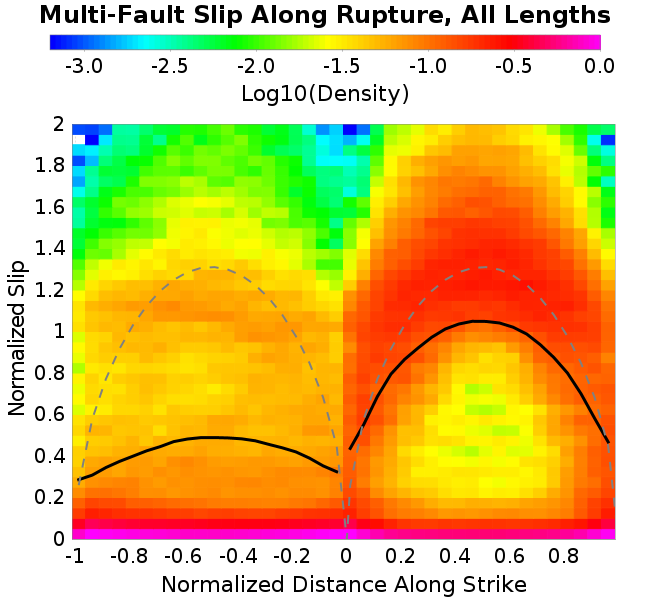 Multi-Fault Slip Along Rupture, All Lengths
-3.0 -2.5 -2.0 -1.5 -1.0 -0.5 0.0
Log10(Density)
2
1.8
1.6
1.4
1.2
1
0.8
0.6
0.4
0.2
0
Normalized Slip
-1 -0.8 -0.6 -0.4 -0.2 0 0.2 0.4 0.6 0.8
Normalized Distance Along Strike